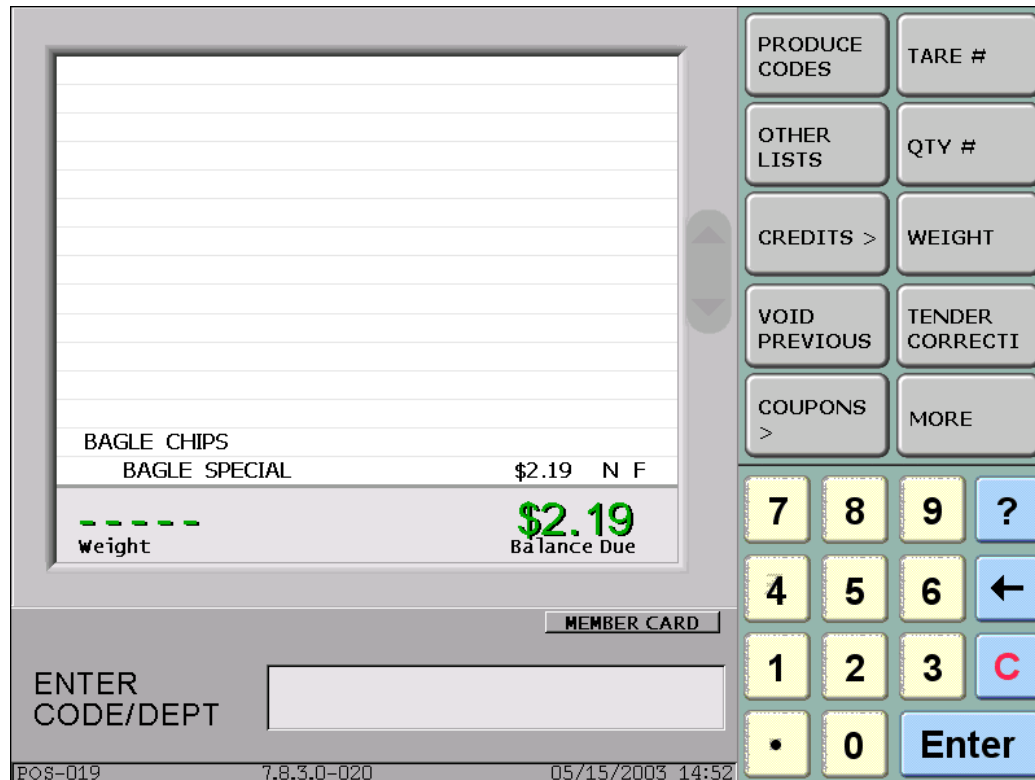 BAGLE CHIPS
BAGLE SPECIAL $2.19 N F
-----
Weight
$2.19
Balance Due
MEMBER CARD
ENTER
CODE/DEPT
POS-019 7.8.3.0-020 05/15/2003 14:52
PRODUCE
CODES
TARE #
OTHER
LISTS
QTY #
CREDITS >
WEIGHT
VOID
PREVIOUS
TENDER
CORRECTI
COUPONS
>
MORE
7 8 9 ?
4 5 6 ←
1 2 3 C
. 0 Enter